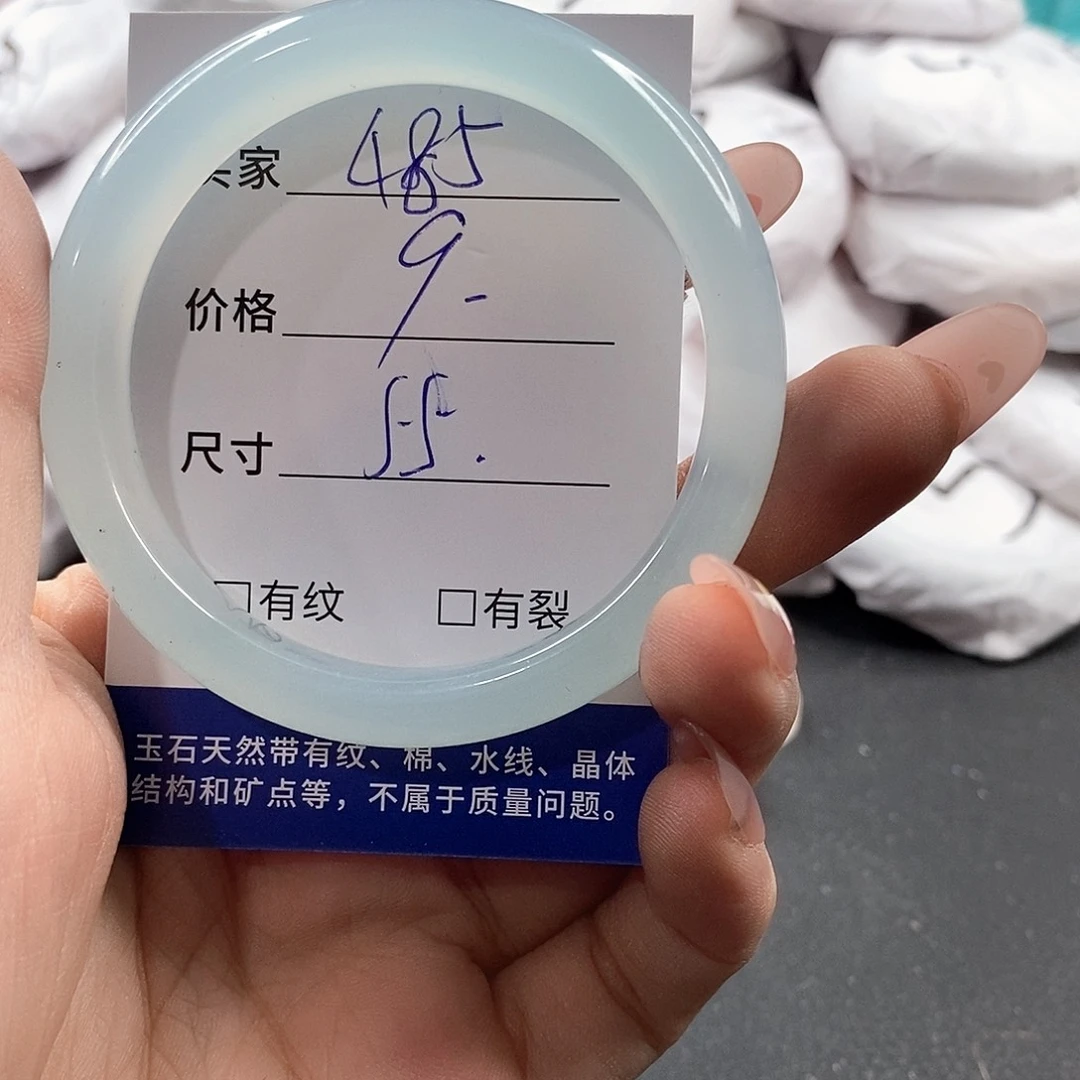 家 485
价格 9-
尺寸 55.
□有纹 □有裂
玉石天然带有纹、棉、水线、晶体
结构和矿点等，不属于质量问题。